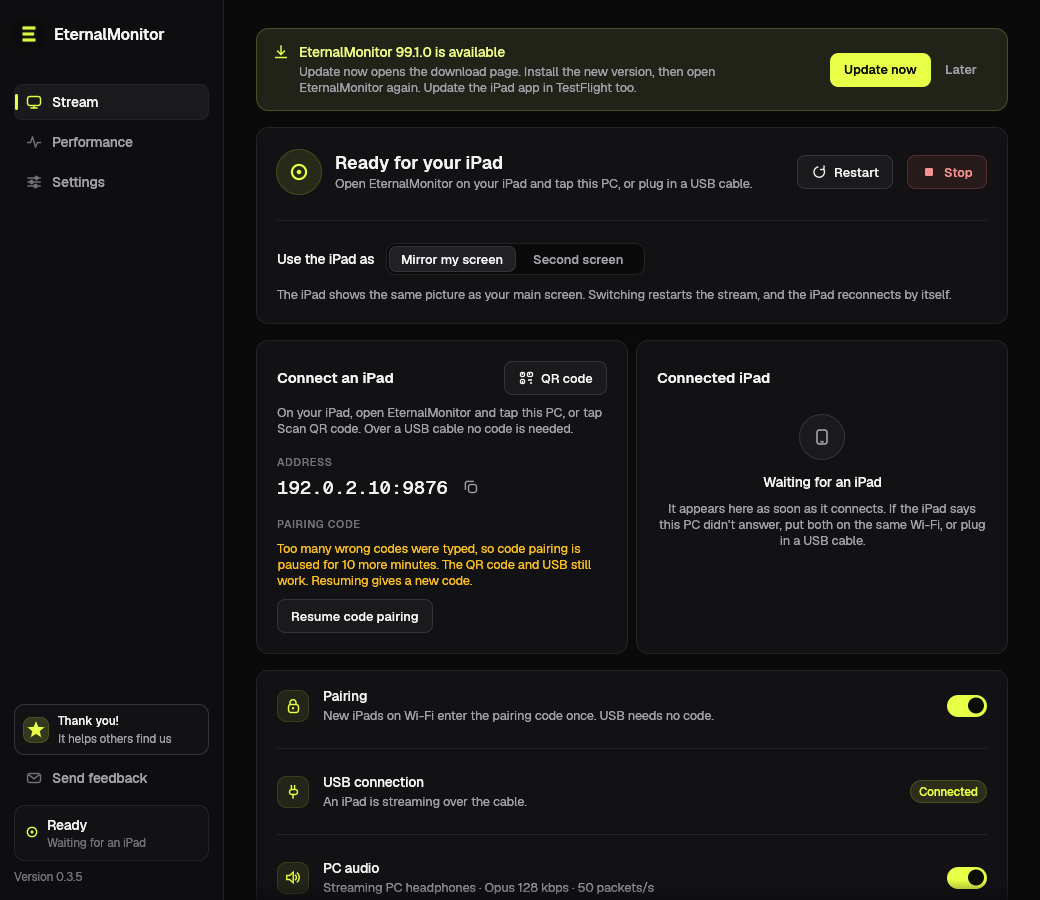 EternalMonitor
Stream
Performance
Settings
Thank you!
It helps others find us
Send feedback
Ready
Waiting for an iPad
Version 0.3.5
EternalMonitor 99.1.0 is available
Update now opens the download page. Install the new version, then open
EternalMonitor again. Update the iPad app in TestFlight too.
Update now
Later
Ready for your iPad
Open EternalMonitor on your iPad and tap this PC, or plug in a USB cable.
Restart
Stop
Use the iPad as
Mirror my screen
Second screen
The iPad shows the same picture as your main screen. Switching restarts the stream, and the iPad reconnects by itself.
Connect an iPad
QR code
On your iPad, open EternalMonitor and tap this PC, or tap
Scan QR code. Over a USB cable no code is needed.
ADDRESS
192.0.2.10:9876
PAIRING CODE
Too many wrong codes were typed, so code pairing is
paused for 10 more minutes. The QR code and USB still
work. Resuming gives a new code.
Resume code pairing
Connected iPad
Waiting for an iPad
It appears here as soon as it connects. If the iPad says
this PC didn't answer, put both on the same Wi-Fi, or plug
in a USB cable.
Pairing
New iPads on Wi-Fi enter the pairing code once. USB needs no code.
USB connection
An iPad is streaming over the cable.
Connected
PC audio
Streaming PC headphones · Opus 128 kbps · 50 packets/s